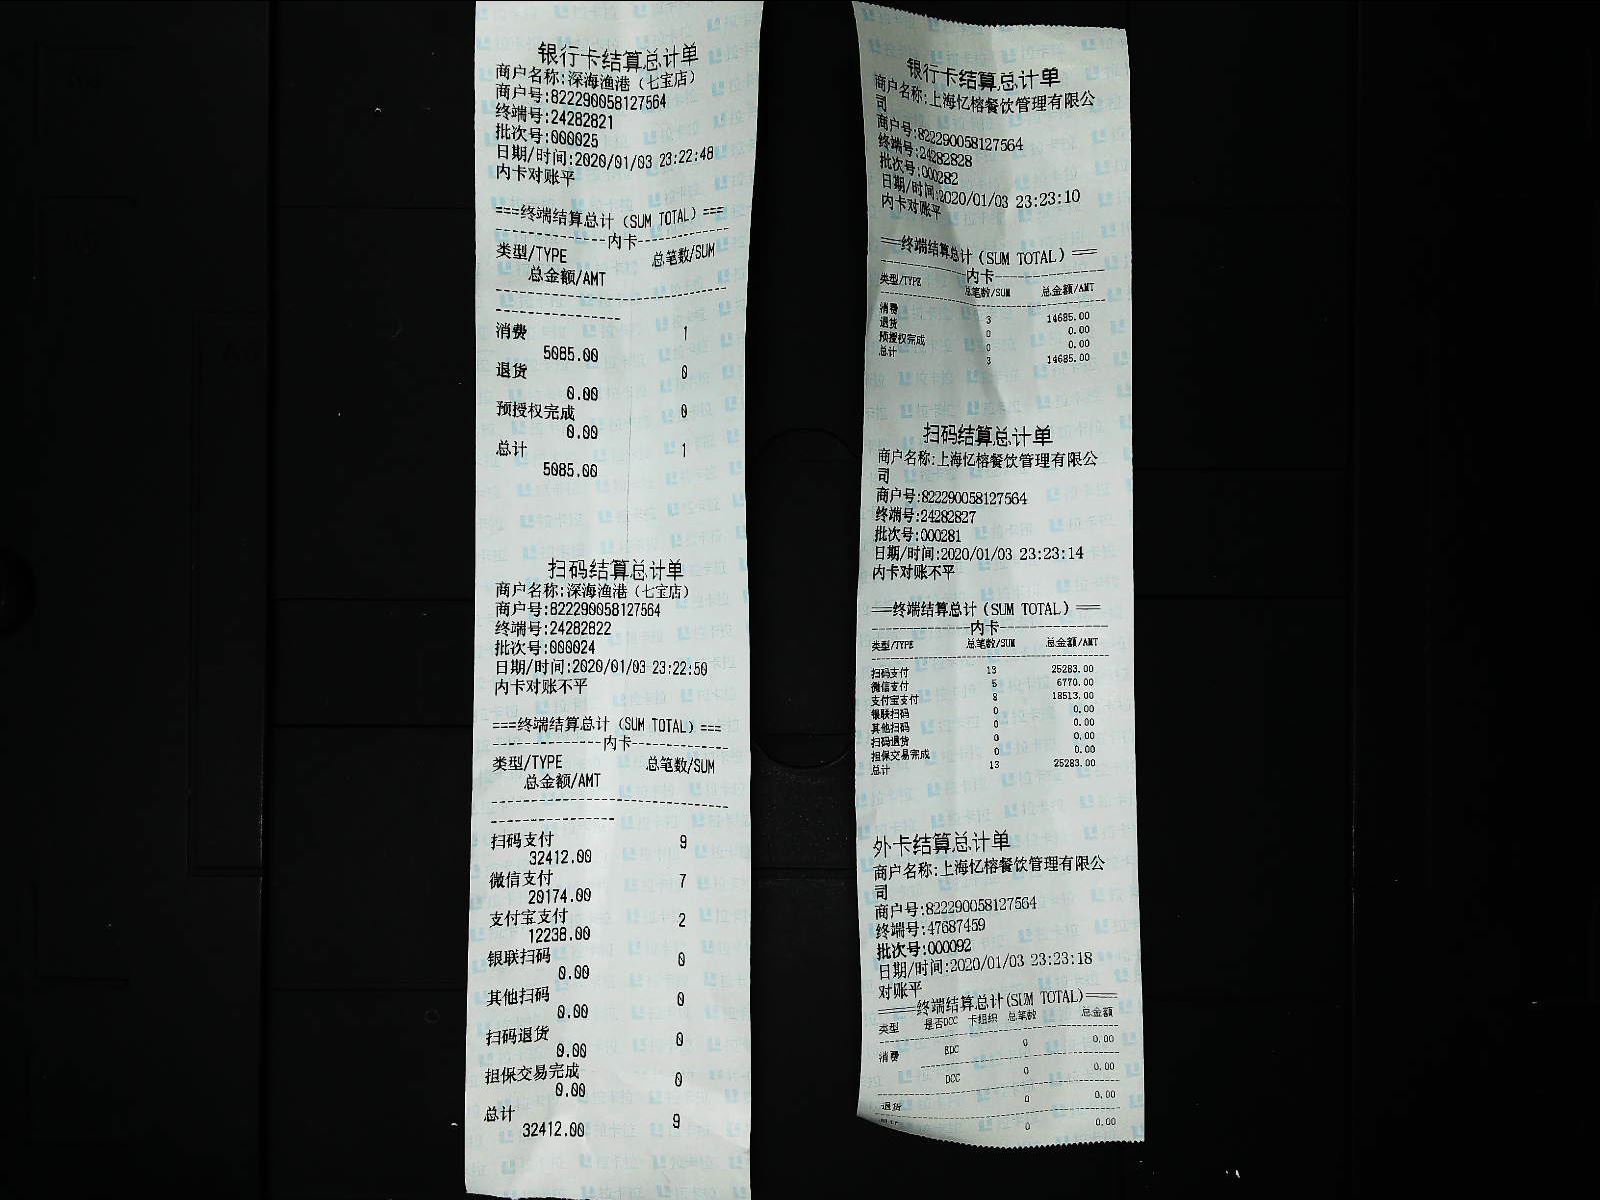 银行卡结算总计单
商户名称:深海渔港（七宝店）
商户号:822290058127564
终端号:24282821
批次号:000025
日期/时间:2020/01/03 23:22:48
内卡对账平
===终端结算总计（SUM TOTAL）===
---------------内卡---------------
类型/TYPE 总笔数/SUM
总金额/AMT
消费 1
5085.00
退货 0
0.00
预授权完成 0
0.00
总计 1
5085.00
扫码结算总计单
商户名称:深海渔港（七宝店）
商户号:822290058127564
终端号:24282822
批次号:000024
日期/时间:2020/01/03 23:22:50
内卡对账不平
===终端结算总计（SUM TOTAL）===
---------------内卡---------------
类型/TYPE 总笔数/SUM
总金额/AMT
扫码支付 9
32412.00
微信支付 7
20174.00
支付宝支付 2
12238.00
银联扫码 0
0.00
其他扫码 0
0.00
扫码退货 0
0.00
担保交易完成 0
0.00
总计 9
32412.00
银行卡结算总计单
商户名称:上海忆榕餐饮管理有限公
司
商户号:822290058127564
终端号:24282828
批次号:000282
日期/时间:2020/01/03 23:23:10
内卡对账平
===终端结算总计（SUM TOTAL）===
---------------内卡---------------
类型/TYPE 总笔数/SUM 总金额/AMT
消费 3 14685.00
退货 0 0.00
预授权完成 0 0.00
总计 3 14685.00
扫码结算总计单
商户名称:上海忆榕餐饮管理有限公
司
商户号:822290058127564
终端号:24282827
批次号:000281
日期/时间:2020/01/03 23:23:14
内卡对账不平
===终端结算总计（SUM TOTAL）===
---------------内卡---------------
类型/TYPE 总笔数/SUM 总金额/AMT
扫码支付 13 25283.00
微信支付 5 6770.00
支付宝支付 8 18513.00
银联扫码 0 0.00
其他扫码 0 0.00
扫码退货 0 0.00
担保交易完成 0 0.00
总计 13 25283.00
外卡结算总计单
商户名称:上海忆榕餐饮管理有限公
司
商户号:822290058127564
终端号:47687459
批次号:000092
日期/时间:2020/01/03 23:23:18
对账平
====终端结算总计(SUM TOTAL)====
类型 是否DCC 卡组织 总笔数 总金额
消费 EDC 0 0.00
DCC 0 0.00
退货 0 0.00
0 0.00